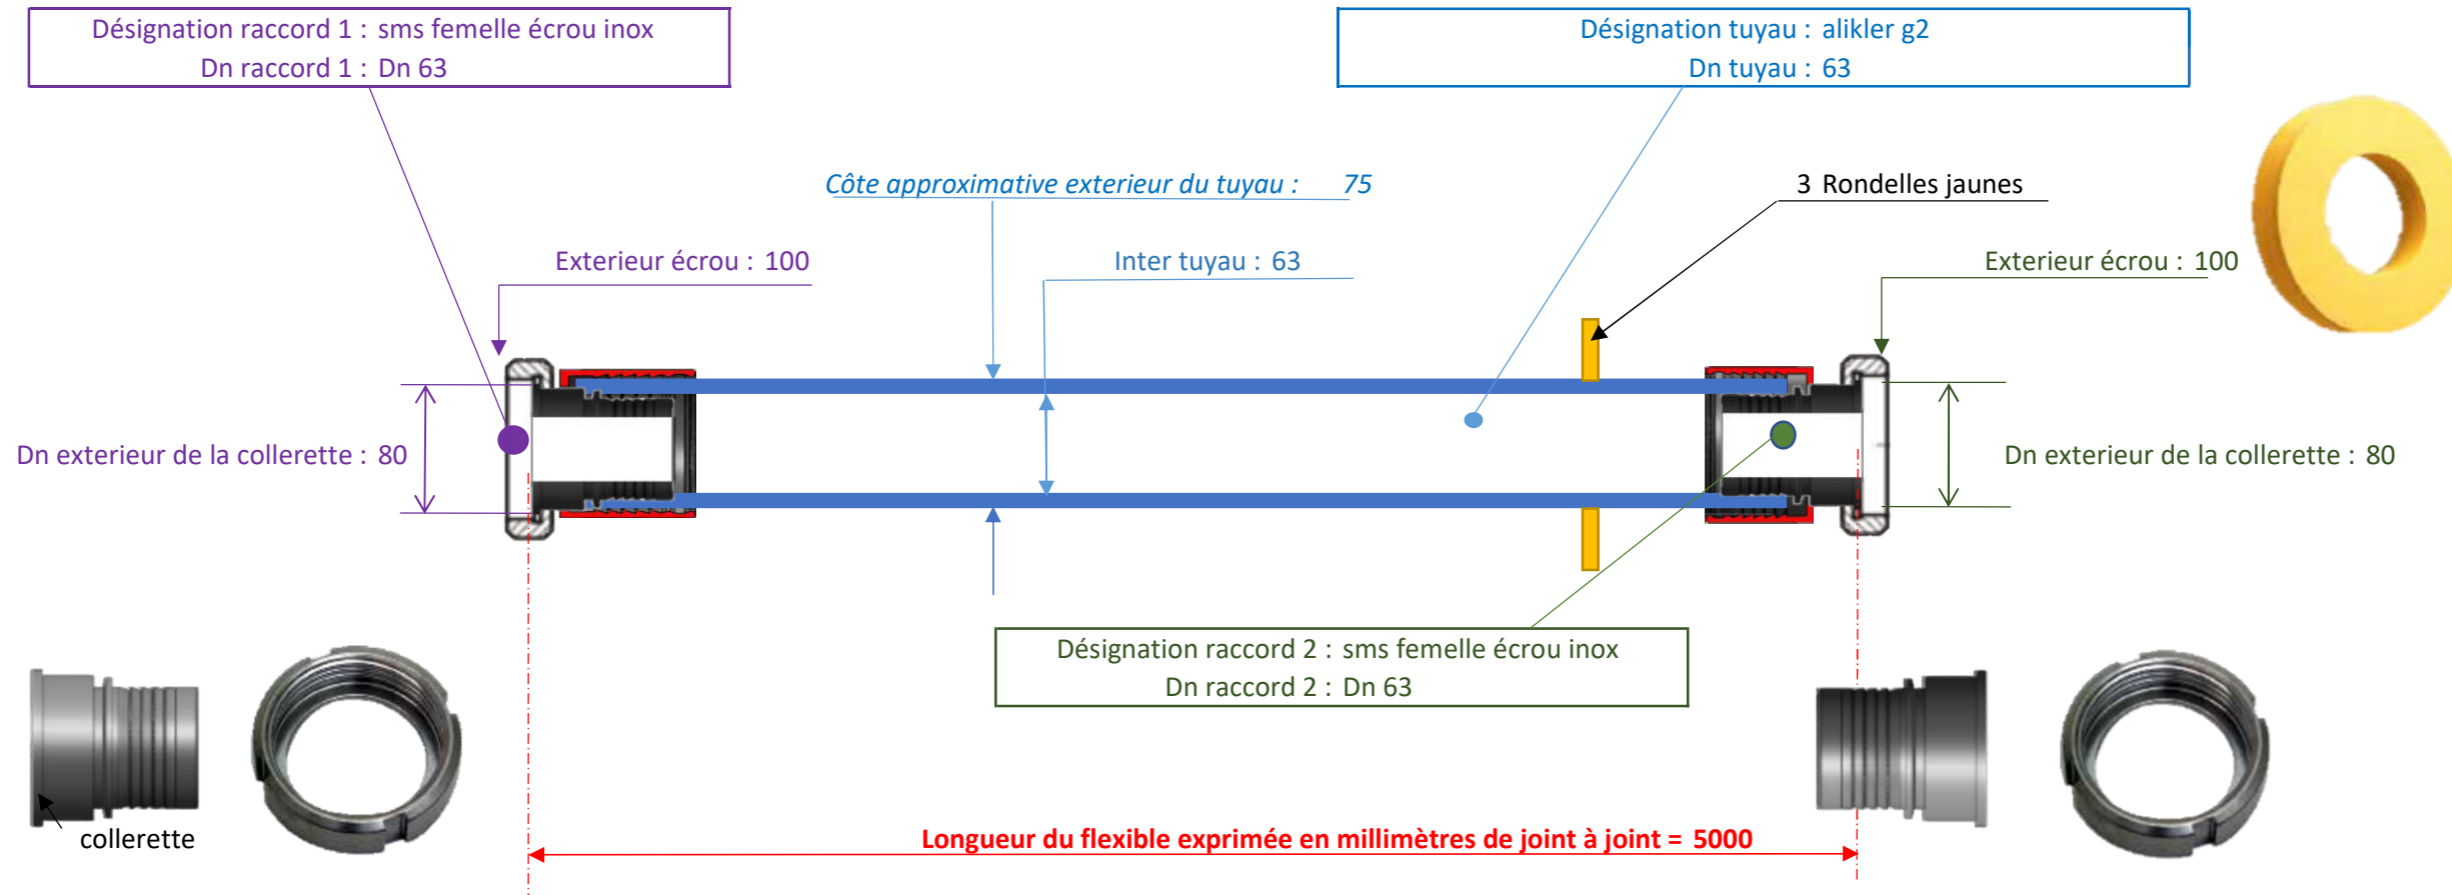 Désignation raccord 1 : sms femelle écrou inox
Dn raccord 1 : Dn 63
Désignation tuyau : alikler g2
Dn tuyau : 63
Côte approximative exterieur du tuyau : 75
3 Rondelles jaunes
Exterieur écrou : 100
Inter tuyau : 63
Exterieur écrou : 100
Dn exterieur de la collerette : 80
Dn exterieur de la collerette : 80
Désignation raccord 2 : sms femelle écrou inox
Dn raccord 2 : Dn 63
collerette
Longueur du flexible exprimée en millimètres de joint à joint = 5000